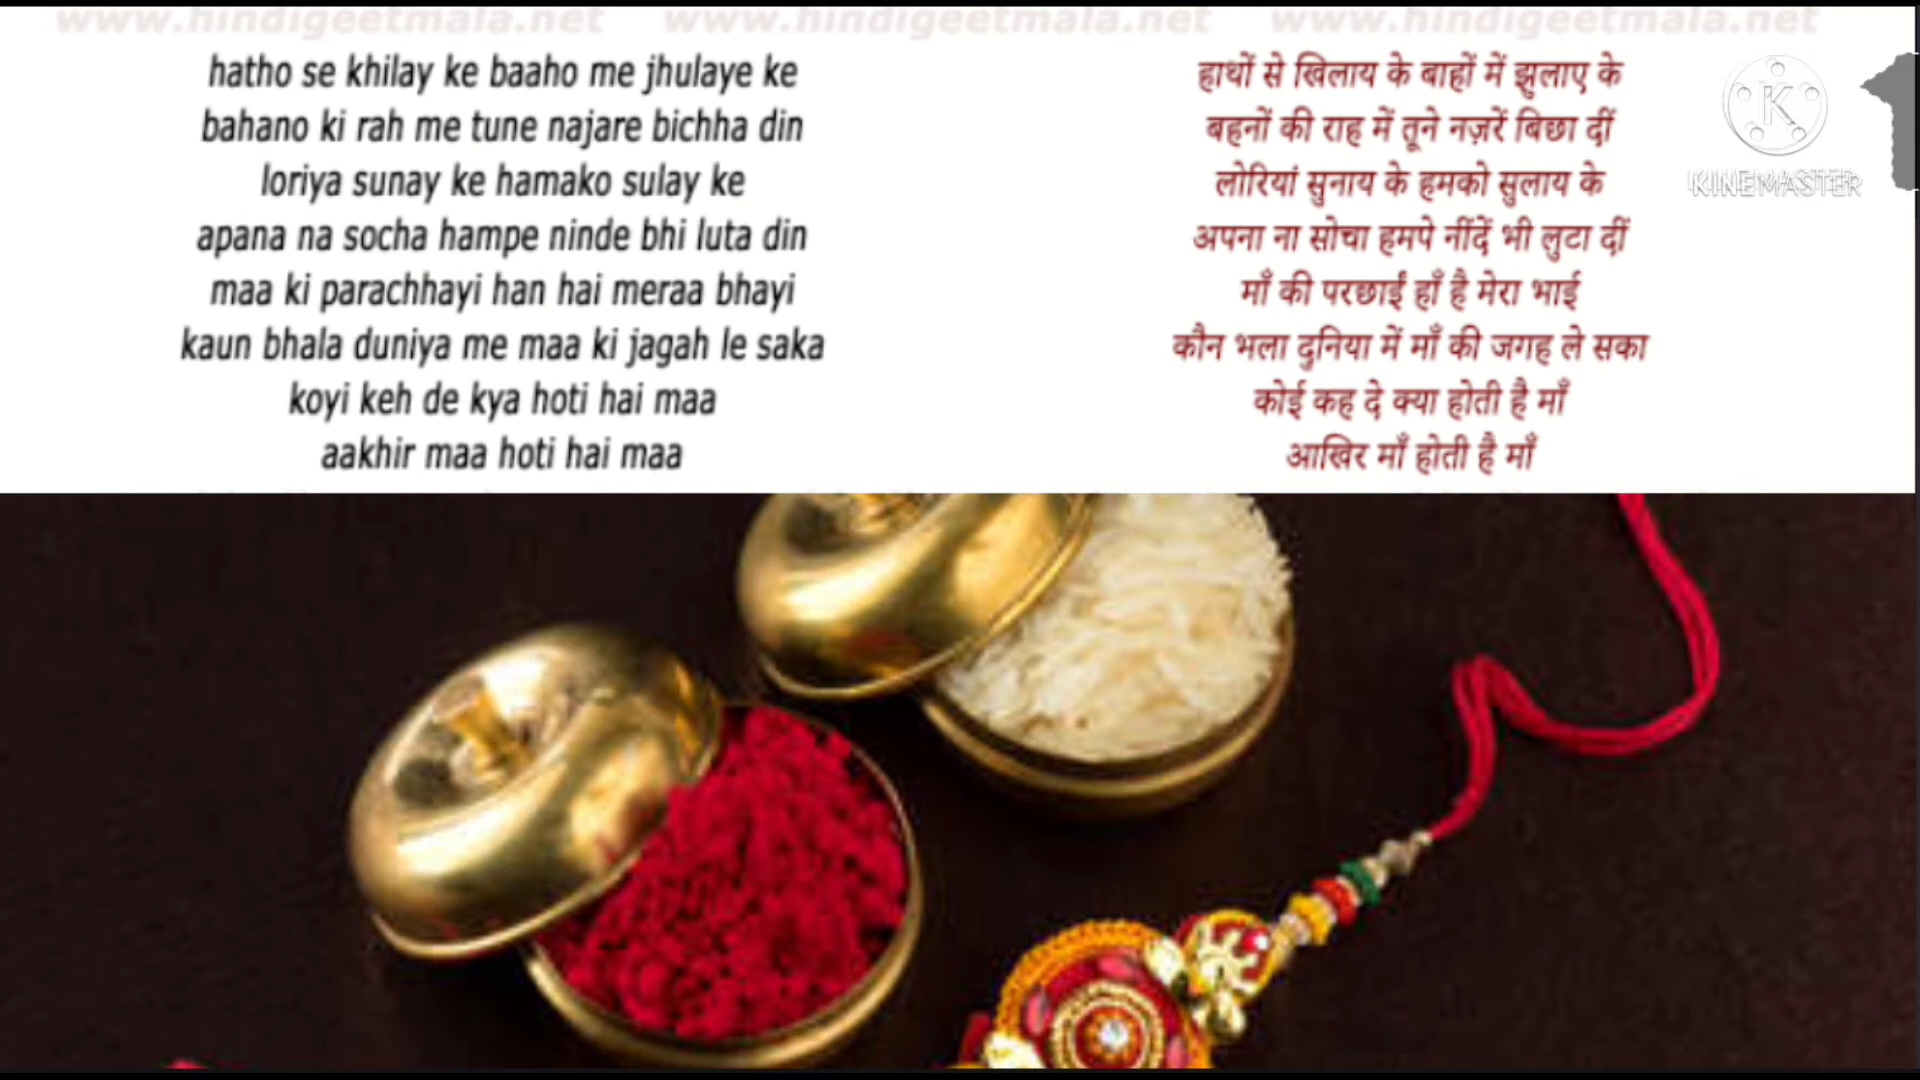 www.hindigeetmala.net www.hindigeetmala.net www.hindigeetmala.net
hatho se khilay ke baaho me jhulaye ke
bahano ki rah me tune najare bichha din
loriya sunay ke hamako sulay ke
apana na socha hampe ninde bhi luta din
maa ki parachhayi han hai meraa bhayi
kaun bhala duniya me maa ki jagah le saka
koyi keh de kya hoti hai maa
aakhir maa hoti hai maa
हाथों से खिलाय के बाहों में झुलाए के
बहनों की राह में तूने नज़रें बिछा दीं
लोरियां सुनाय के हमको सुलाय के
अपना ना सोचा हमपे नींदें भी लुटा दीं
माँ की परछाईं हाँ है मेरा भाई
कौन भला दुनिया में माँ की जगह ले सका
कोई कह दे क्या होती है माँ
आखिर माँ होती है माँ
K
KINEMASTER